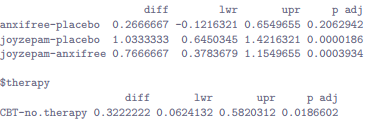 diff lwr upr p adj
anxifree-placebo 0.2666667 -0.1216321 0.6549655 0.2062942
joyzepam-placebo 1.0333333 0.6450345 1.4216321 0.0000186
joyzepam-anxifree 0.7666667 0.3783679 1.1549655 0.0003934
$therapy
diff lwr upr p adj
CBT-no.therapy 0.3222222 0.0624132 0.5820312 0.0186602